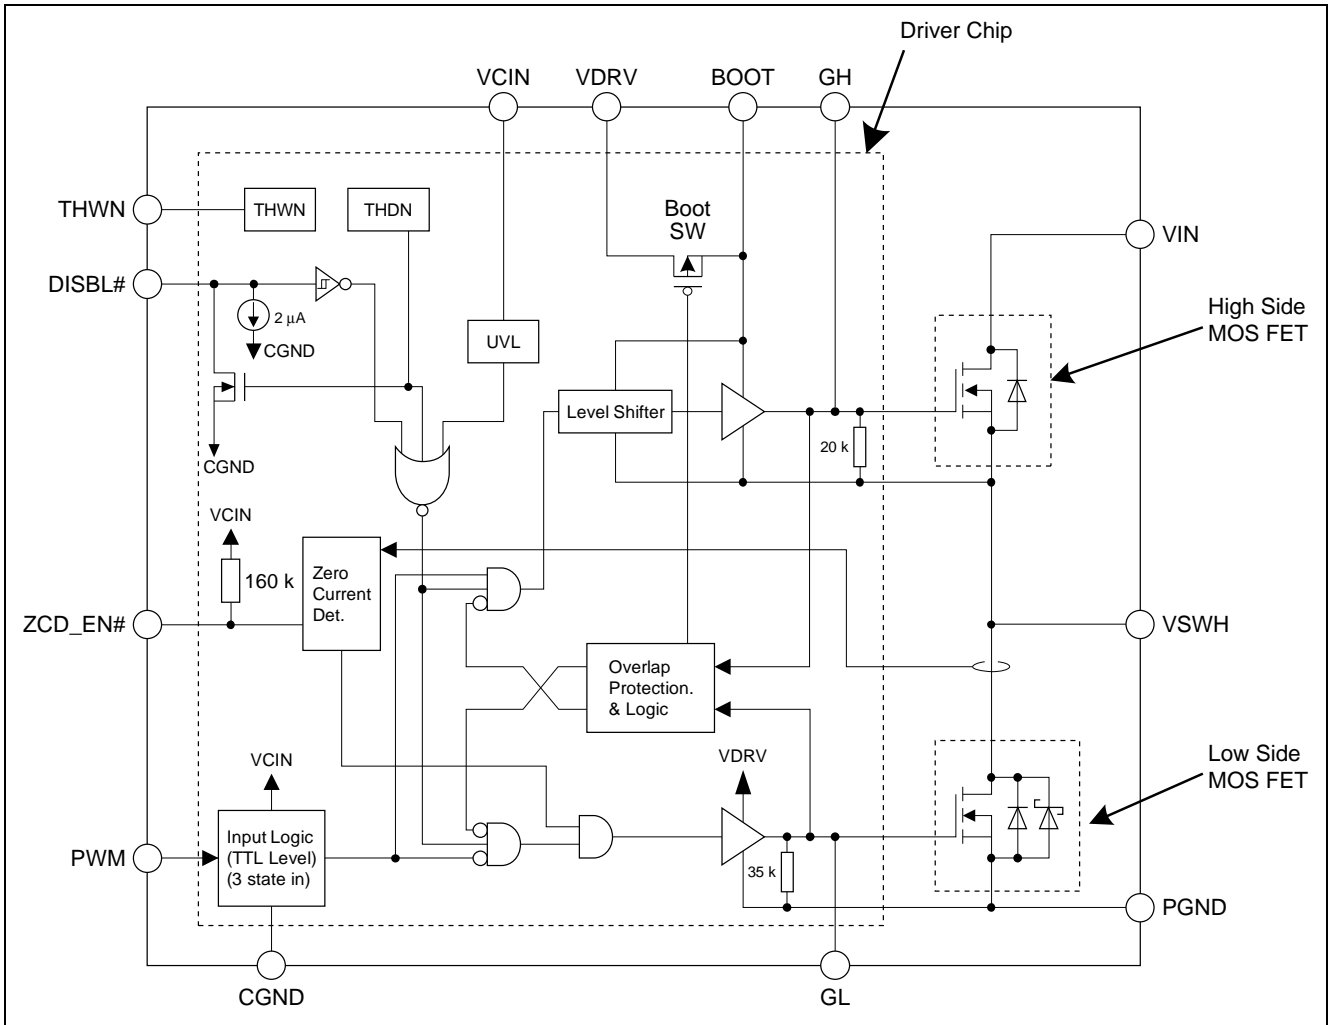 Driver Chip
VCIN
VDRV
BOOT
GH
THWN
THWN
THDN
Boot
SW
VIN
DISBL#
2 μA
CGND
UVL
High Side
MOS FET
Level Shifter
20 k
CGND
VCIN
160 k
Zero
Current
Det.
ZCD_EN#
VSWH
Overlap
Protection.
& Logic
VCIN
VDRV
Low Side
MOS FET
Input Logic
(TTL Level)
(3 state in)
PWM
35 k
PGND
CGND
GL